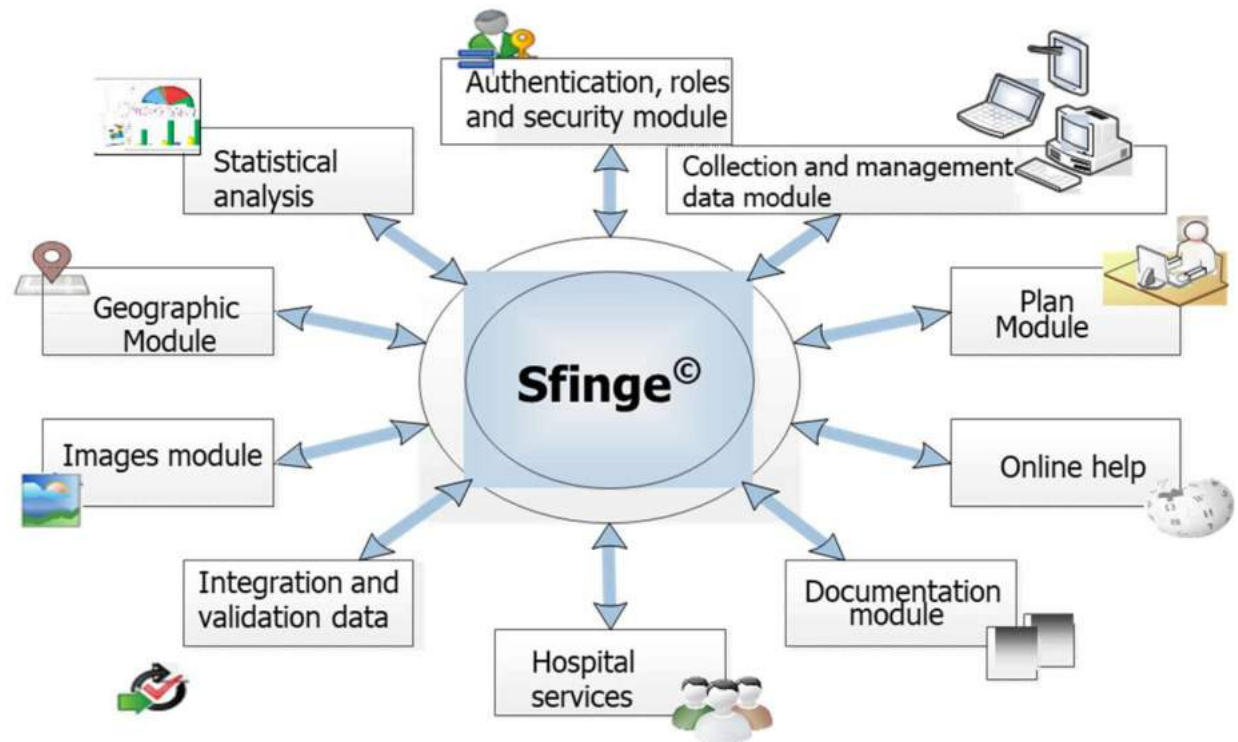 Authentication, roles
and security module
Statistical
analysis
Collection and management
data module
Geographic
Module
Plan
Module
Sfinge©
Images module
Online help
Integration and
validation data
Documentation
module
Hospital
services